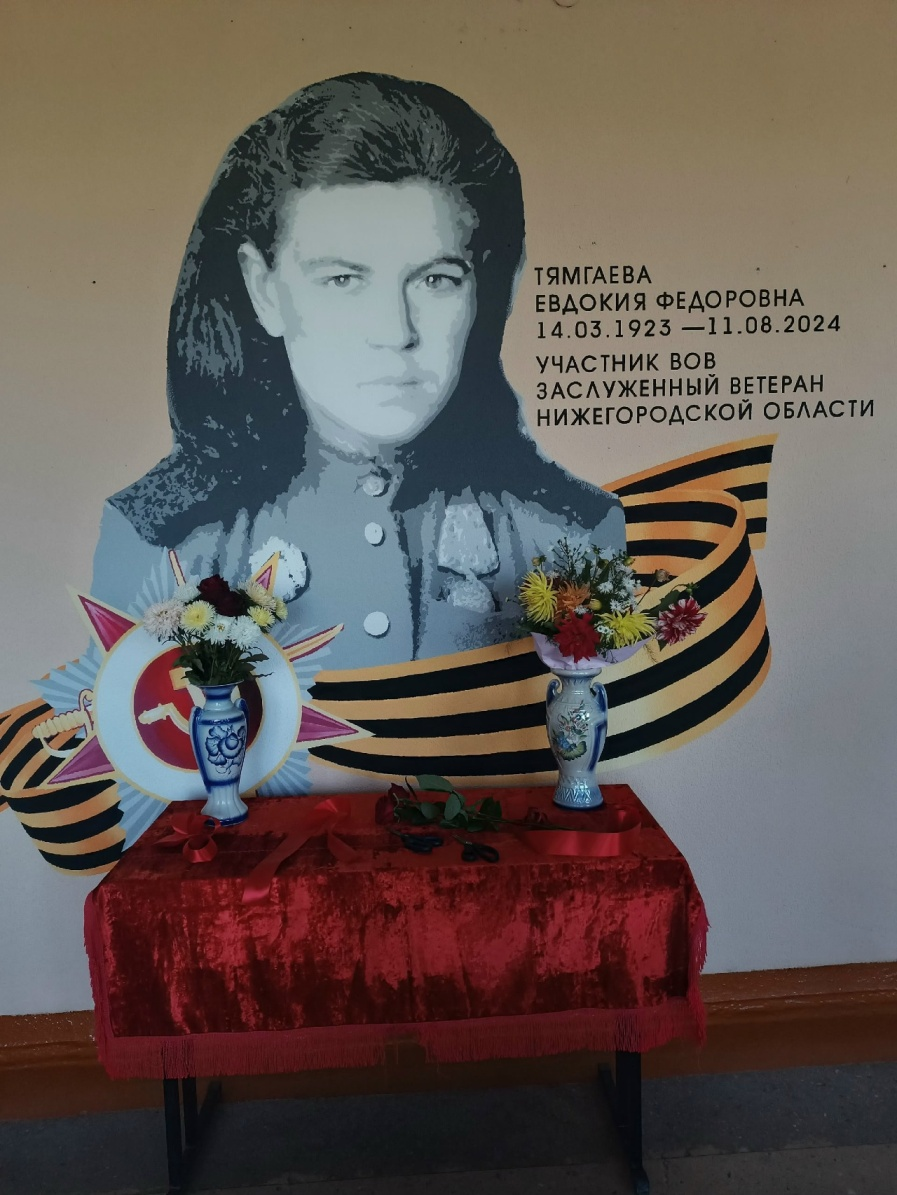 ТЯМГАЕВА
ЕВДОКИЯ ФЕДОРОВНА
14.03.1923 —11.08.2024
УЧАСТНИК ВОВ
ЗАСЛУЖЕННЫЙ ВЕТЕРАН
НИЖЕГОРОДСКОЙ ОБЛАСТИ